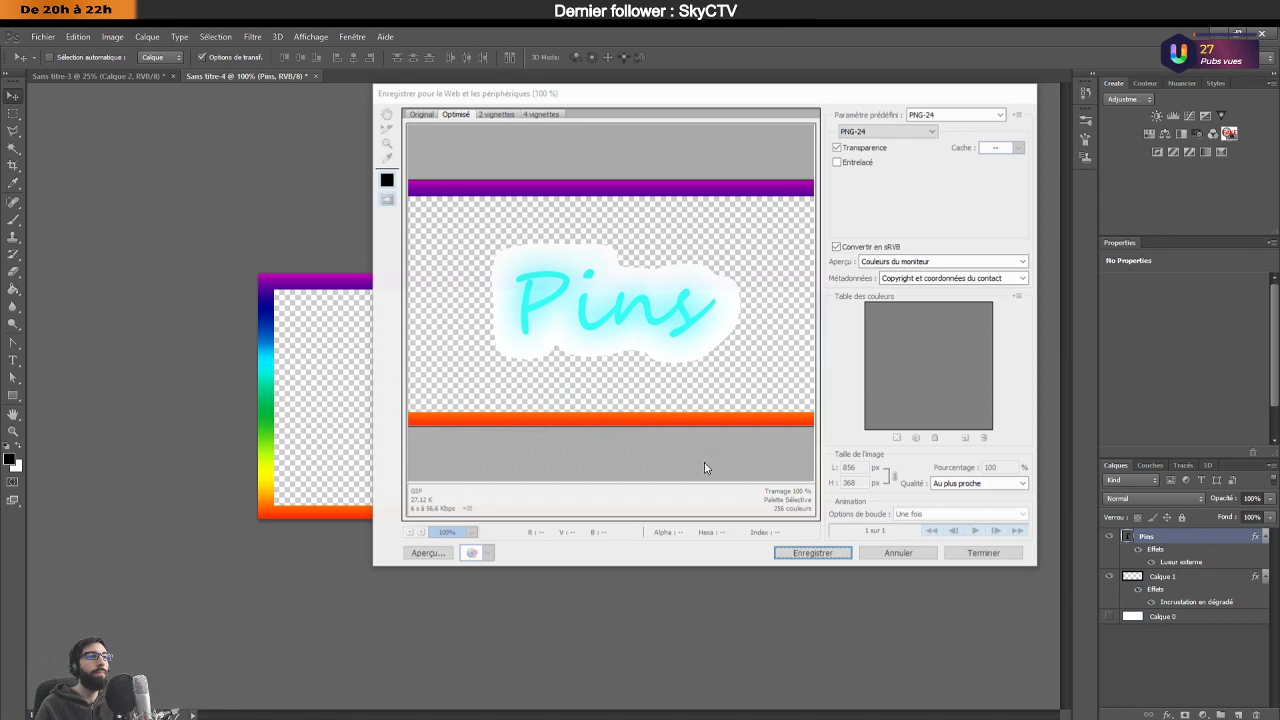 De 20h à 22h
Dernier follower : SkyCTV
27
Pubs vues
Ps Fichier Edition Image Calque Type Sélection Filtre 3D Affichage Fenêtre Aide
Sélection automatique : Calque Options de transf. 3D Modes :
Sans titre-3 @ 25% (Calque 2, RVB/8) * × Sans titre-4 @ 100% (Pins, RVB/8) * ×
Enregistrer pour le Web et les périphériques (100 %)
Original Optimisé 2 vignettes 4 vignettes
Pins
GIF
27,12 K
6 s à 56,6 Kbps
Tramage 100 %
Palette Sélective
256 couleurs
100% R : -- V : -- B : -- Alpha : -- Hexa : -- Index : --
Aperçu... Enregistrer Annuler Terminer
Paramètre prédéfini : PNG-24
PNG-24
Transparence Cache : --
Entrelacé
Convertir en sRVB
Aperçu : Couleurs du moniteur
Métadonnées : Copyright et coordonnées du contact
Table des couleurs
Taille de l'image
L : 856 px Pourcentage : 100 %
H : 368 px Qualité : Au plus proche
Animation
Options de boucle : Une fois
1 sur 1
Create Couleur Nuancier Styles
Adjustme...
Properties
No Properties
Calques Couches Tracés 3D
Kind
Normal Opacité : 100%
Verrou : Fond : 100%
Pins fx
Effets
Lueur externe
Calque 1 fx
Effets
Incrustation en dégradé
Calque 0